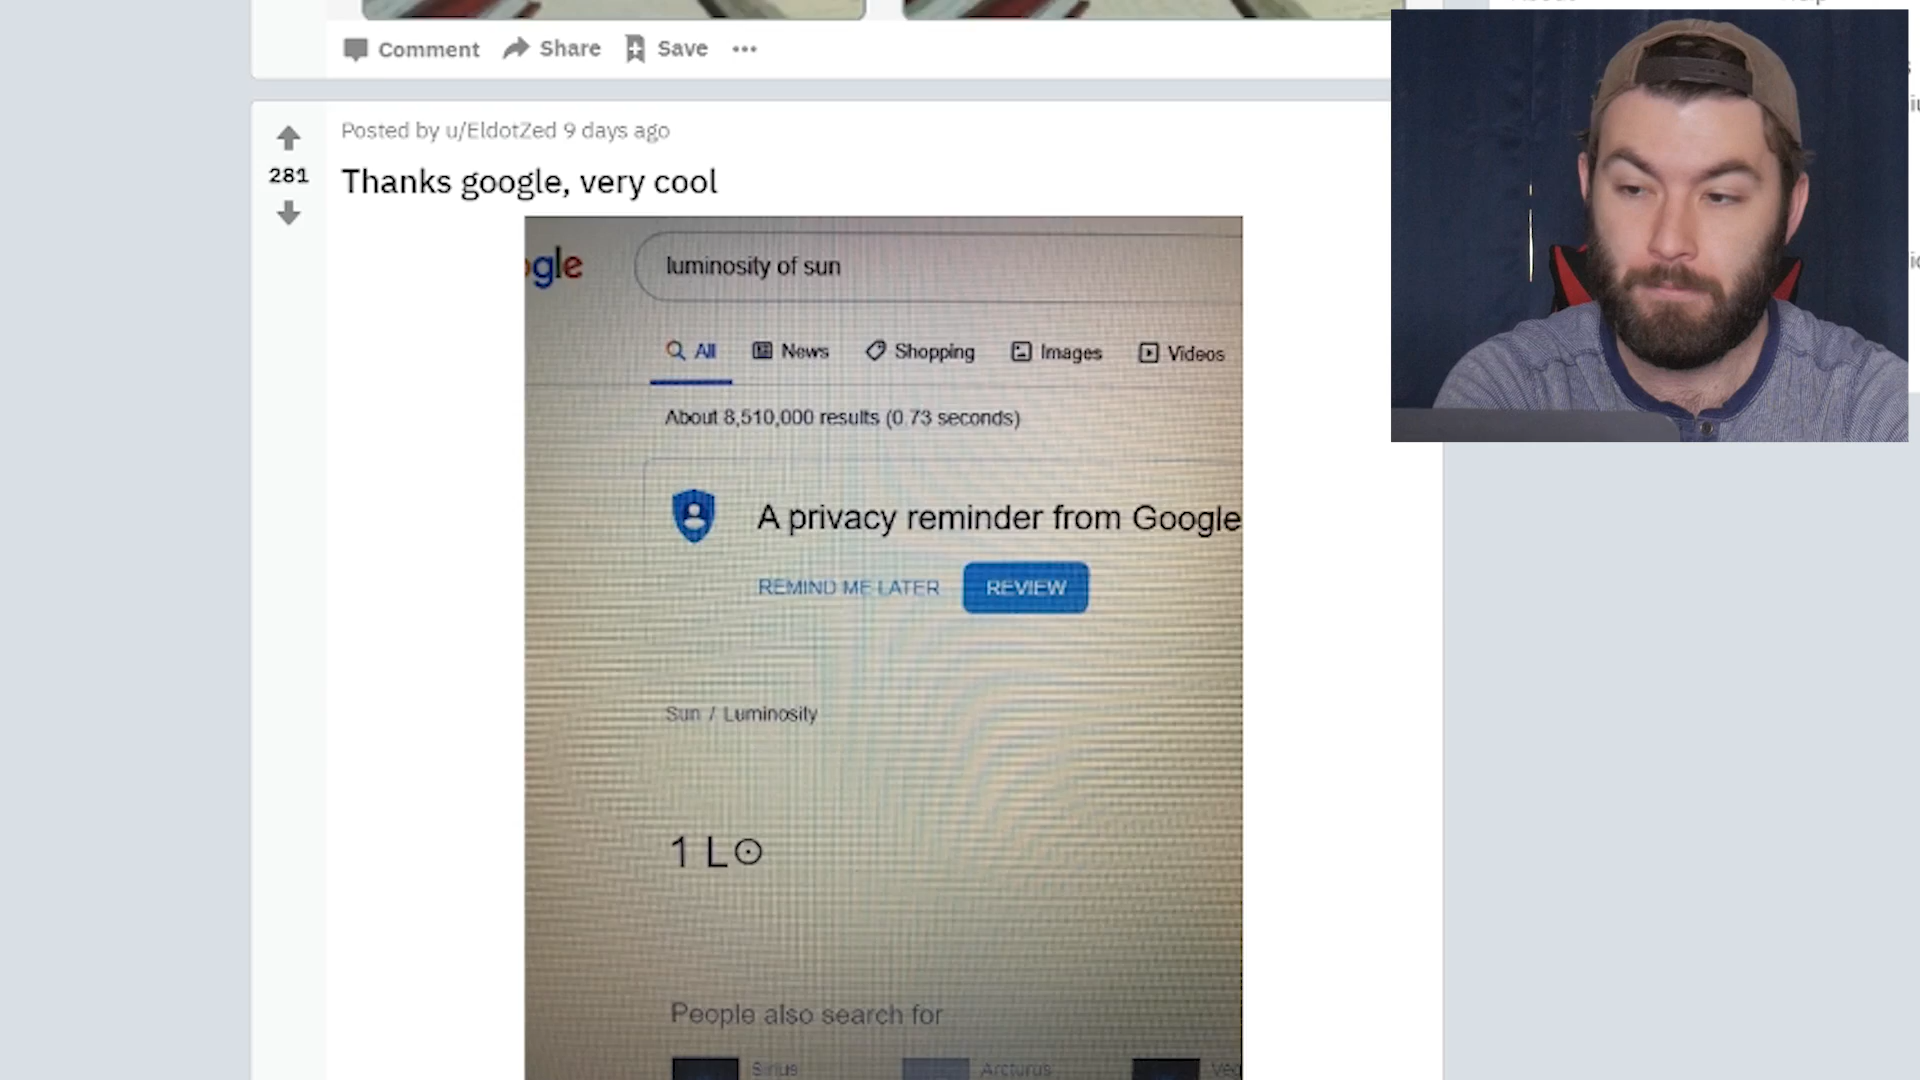 Comment Share Save
Posted by u/EldotZed 9 days ago
281
Thanks google, very cool
gle luminosity of sun
All News Shopping Images Videos
About 8,510,000 results (0.73 seconds)
A privacy reminder from Google
REMIND ME LATER REVIEW
Sun / Luminosity
1 L☉
People also search for
Sirius Arcturus